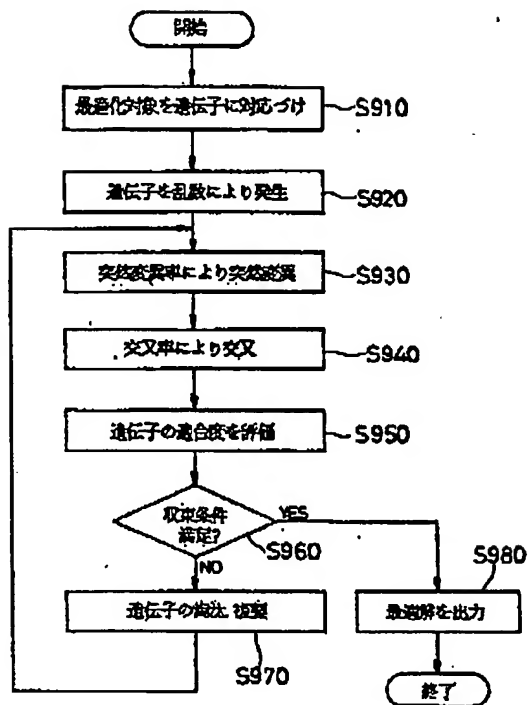 開始
最適化対象を遺伝子に対応づけ
S910
遺伝子を乱数により発生
S920
突然変異率により突然変異
S930
交叉率により交叉
S940
遺伝子の適合度を評価
S950
収束条件
満足?
YES
S960
NO
S980
遺伝子の淘汰、複製
最適解を出力
S970
終了